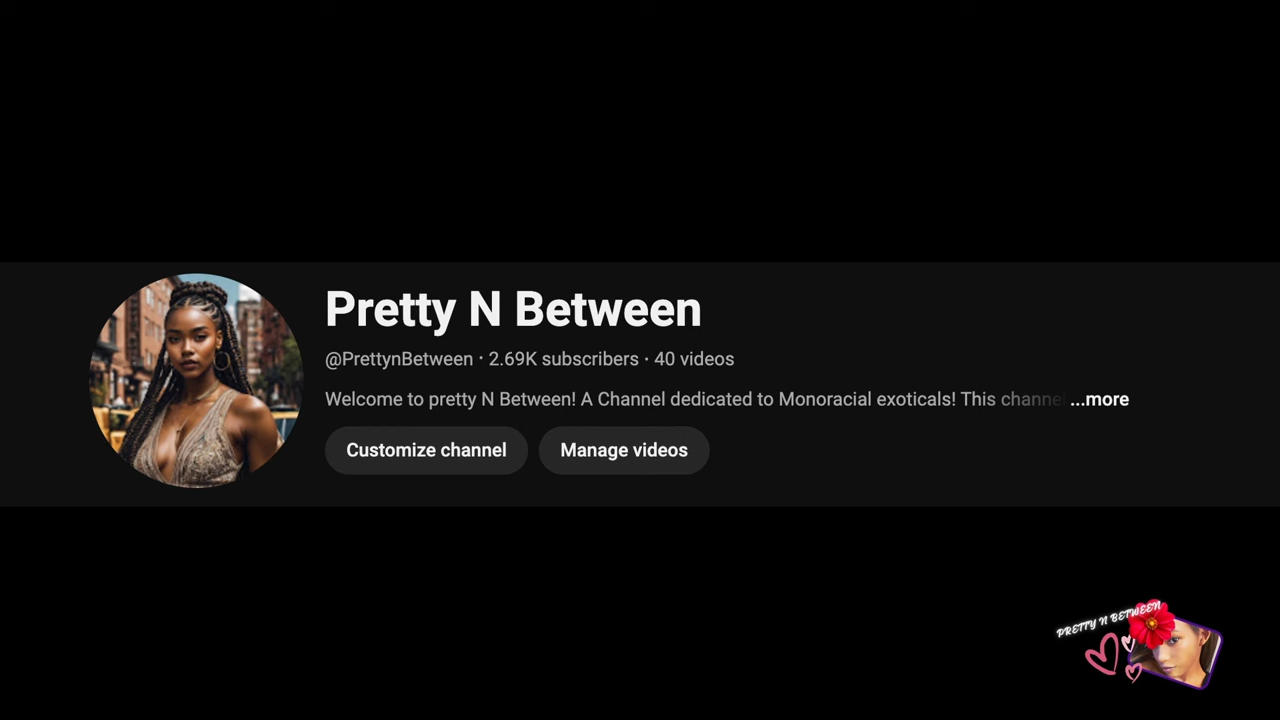 Pretty N Between
@PrettynBetween · 2.69K subscribers · 40 videos
Welcome to pretty N Between! A Channel dedicated to Monoracial exoticals! This channe ...more
Customize channel Manage videos
PRETTY N BETWEEN